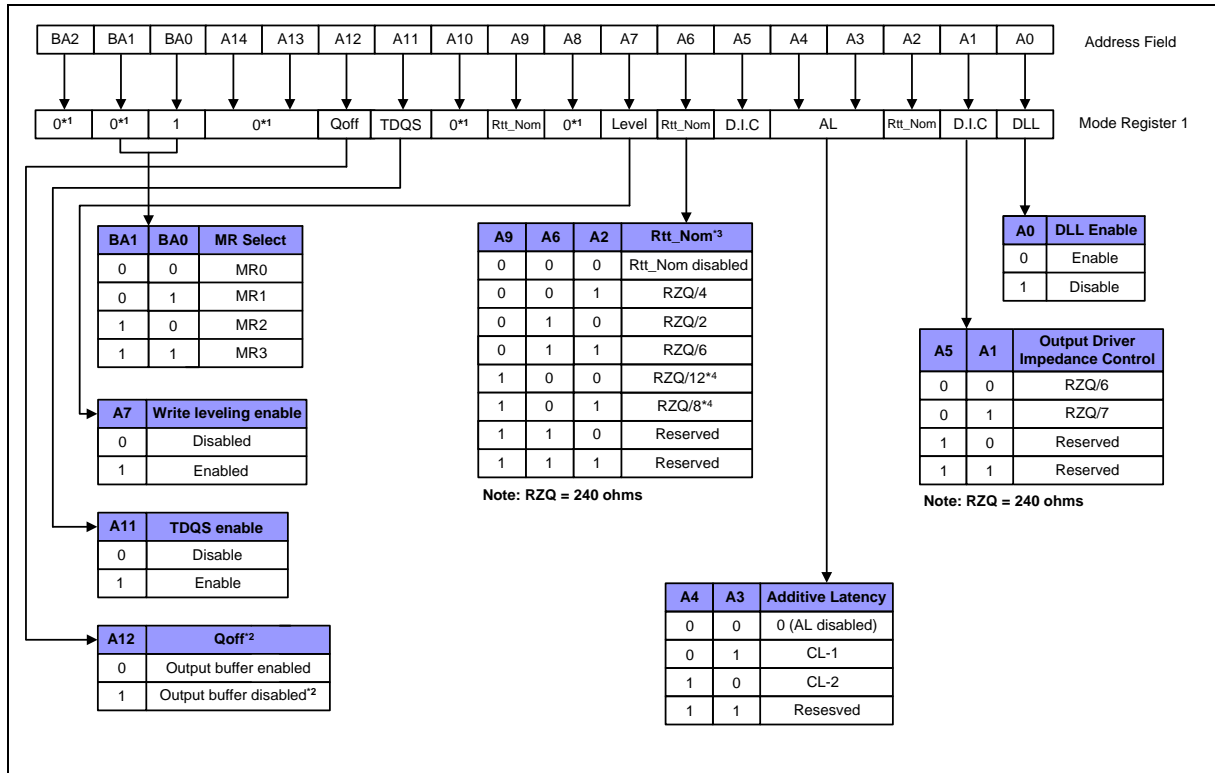 BA2 BA1 BA0 A14 A13 A12 A11 A10 A9 A8 A7 A6 A5 A4 A3 A2 A1 A0 Address Field
0*1 0*1 1 0*1 Qoff TDQS 0*1 Rtt_Nom 0*1 Level Rtt_Nom D.I.C AL Rtt_Nom D.I.C DLL Mode Register 1
BA1 BA0 MR Select
0 0 MR0
0 1 MR1
1 0 MR2
1 1 MR3
A7 Write leveling enable
0 Disabled
1 Enabled
A11 TDQS enable
0 Disable
1 Enable
A12 Qoff*2
0 Output buffer enabled
1 Output buffer disabled*2
A9 A6 A2 Rtt_Nom*3
0 0 0 Rtt_Nom disabled
0 0 1 RZQ/4
0 1 0 RZQ/2
0 1 1 RZQ/6
1 0 0 RZQ/12*4
1 0 1 RZQ/8*4
1 1 0 Reserved
1 1 1 Reserved
Note: RZQ = 240 ohms
A4 A3 Additive Latency
0 0 0 (AL disabled)
0 1 CL-1
1 0 CL-2
1 1 Resesved
A0 DLL Enable
0 Enable
1 Disable
A5 A1 Output Driver
Impedance Control
0 0 RZQ/6
0 1 RZQ/7
1 0 Reserved
1 1 Reserved
Note: RZQ = 240 ohms